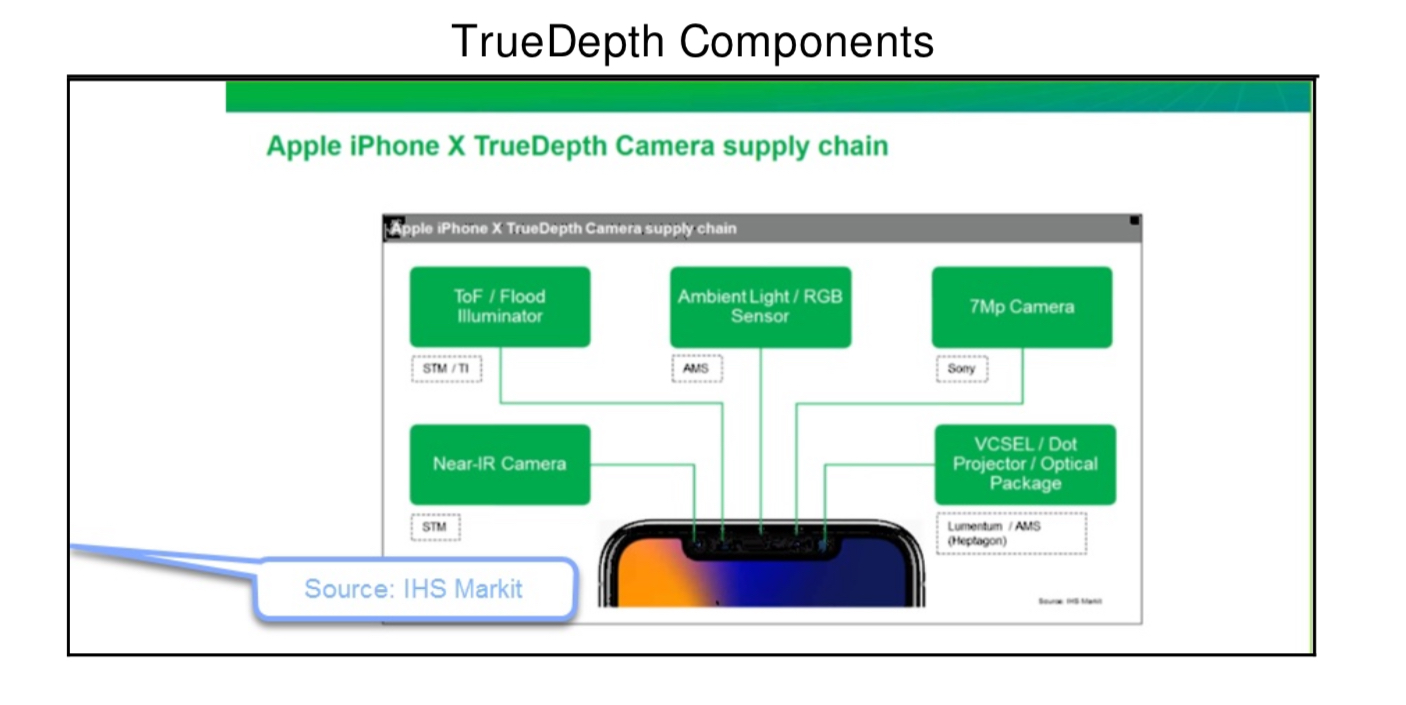 TrueDepth Components
Apple iPhone X TrueDepth Camera supply chain
Apple iPhone X TrueDepth Camera supply chain
ToF / Flood
Illuminator
STM / TI
Ambient Light / RGB
Sensor
AMS
7Mp Camera
Sony
Near-IR Camera
STM
VCSEL / Dot
Projector / Optical
Package
Lumentum / AMS
(Heptagon)
Source: IHS Markit
Source: IHS Markit